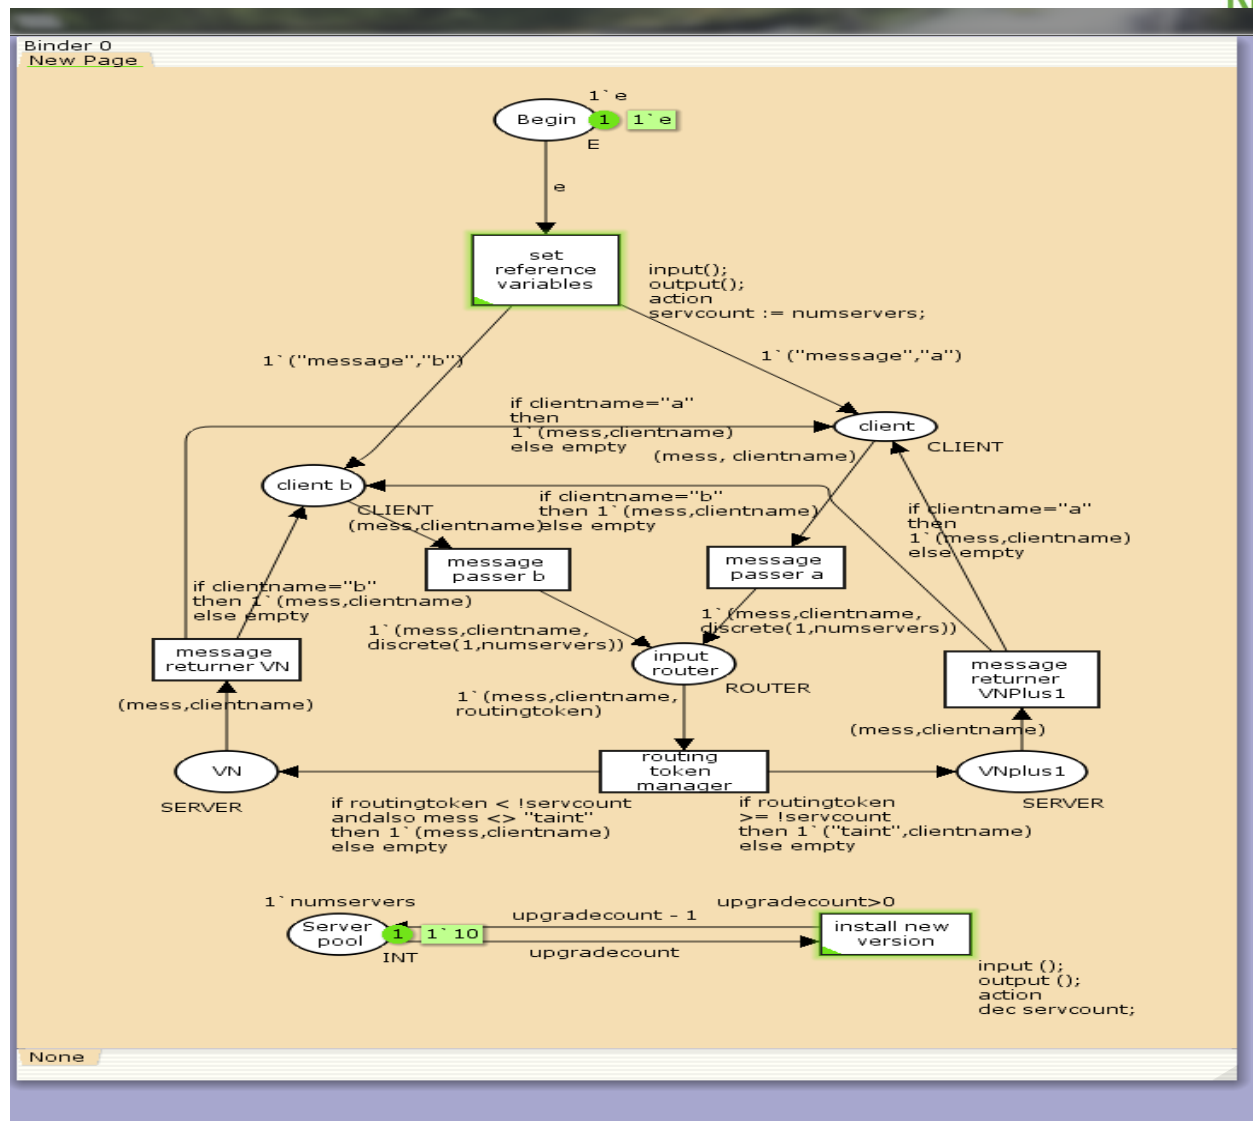 Binder 0
New Page
1`e
Begin
1
1`e
E
e
set
reference
variables
input();
output();
action
servcount := numservers;
1`("message","b")
1`("message","a")
if clientname="a"
then
1`(mess,clientname)
else empty
client
CLIENT
(mess, clientname)
client b
CLIENT
(mess,clientname)
if clientname="b"
then 1`(mess,clientname)
else empty
if clientname="a"
then
1`(mess,clientname)
else empty
message
passer b
message
passer a
if clientname="b"
then 1`(mess,clientname)
else empty
1`(mess,clientname,
discrete(1,numservers))
1`(mess,clientname,
discrete(1,numservers))
message
returner VN
input
router
ROUTER
message
returner
VNPlus1
(mess,clientname)
1`(mess,clientname,
routingtoken)
(mess,clientname)
VN
SERVER
routing
token
manager
VNplus1
SERVER
if routingtoken < !servcount
andalso mess <> "taint"
then 1`(mess,clientname)
else empty
if routingtoken
>= !servcount
then 1`("taint",clientname)
else empty
1`numservers
Server
pool
1
1`10
INT
upgradecount - 1
upgradecount
upgradecount>0
install new
version
input ();
output ();
action
dec servcount;
None